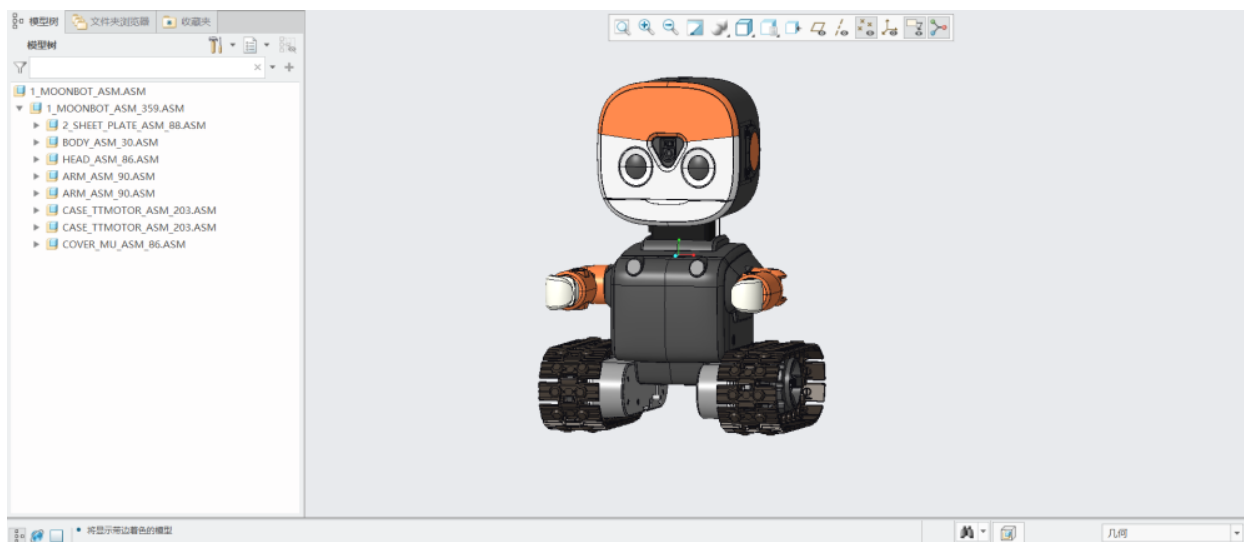 模型树 文件夹浏览器 收藏夹
模型树
1_MOONBOT_ASM.ASM
1_MOONBOT_ASM_359.ASM
2_SHEET_PLATE_ASM_88.ASM
BODY_ASM_30.ASM
HEAD_ASM_86.ASM
ARM_ASM_90.ASM
ARM_ASM_90.ASM
CASE_TTMOTOR_ASM_203.ASM
CASE_TTMOTOR_ASM_203.ASM
COVER_MU_ASM_86.ASM
将显示带边着色的模型
几何